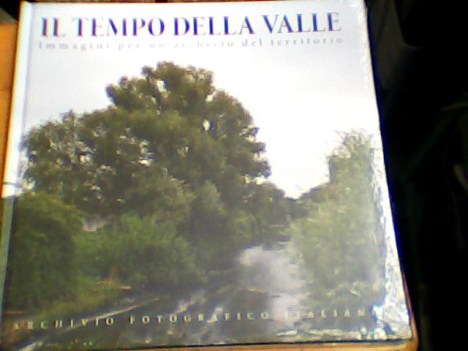 IL TEMPO DELLA VALLE
Immagini per un archivio del territorio
ARCHIVIO FOTOGRAFICO ITALIANO